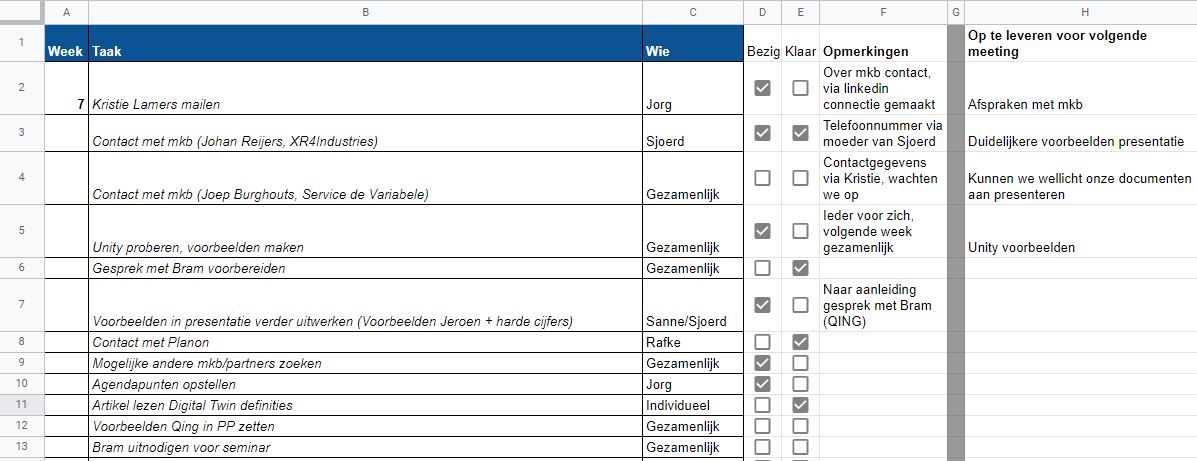 A B C D E F G H
1 Week Taak Wie Bezig Klaar Opmerkingen Op te leveren voor volgende
meeting
2 7 Kristie Lamers mailen Jorg Over mkb contact,
via linkedin
connectie gemaakt Afspraken met mkb
3 Contact met mkb (Johan Reijers, XR4Industries) Sjoerd Telefoonnummer via
moeder van Sjoerd Duidelijkere voorbeelden presentatie
4 Contact met mkb (Joep Burghouts, Service de Variabele) Gezamenlijk Contactgegevens
via Kristie, wachten
we op Kunnen we wellicht onze documenten
aan presenteren
5 Unity proberen, voorbeelden maken Gezamenlijk Ieder voor zich,
volgende week
gezamenlijk Unity voorbeelden
6 Gesprek met Bram voorbereiden Gezamenlijk
7 Voorbeelden in presentatie verder uitwerken (Voorbeelden Jeroen + harde cijfers) Sanne/Sjoerd Naar aanleiding
gesprek met Bram
(QING)
8 Contact met Planon Rafke
9 Mogelijke andere mkb/partners zoeken Gezamenlijk
10 Agendapunten opstellen Jorg
11 Artikel lezen Digital Twin definities Individueel
12 Voorbeelden Qing in PP zetten Gezamenlijk
13 Bram uitnodigen voor seminar Gezamenlijk